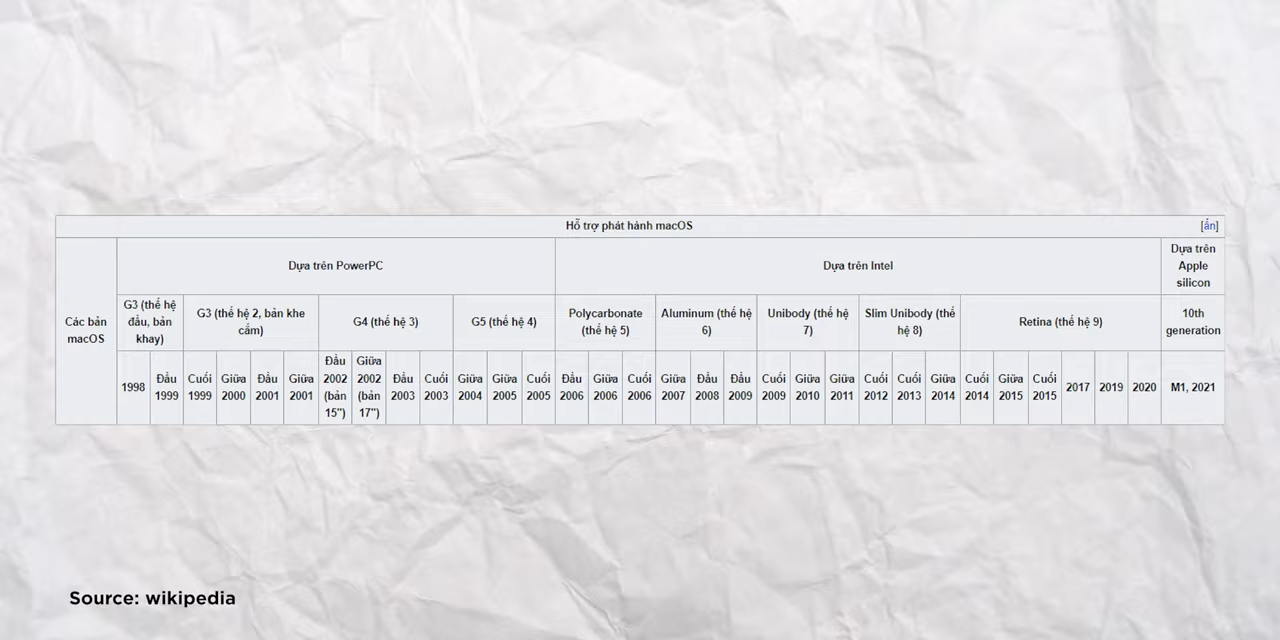 Hỗ trợ phát hành macOS [ẩn]
Các bản
macOS
Dựa trên PowerPC
Dựa trên Intel
Dựa trên
Apple
silicon
G3 (thế hệ
đầu, bản
khay)
G3 (thế hệ 2, bản khe
cắm)
G4 (thế hệ 3)
G5 (thế hệ 4)
Polycarbonate
(thế hệ 5)
Aluminum (thế hệ
6)
Unibody (thế hệ
7)
Slim Unibody (thế
hệ 8)
Retina (thế hệ 9)
10th
generation
1998
Đầu
1999
Cuối
1999
Giữa
2000
Đầu
2001
Giữa
2001
Đầu
2002
(bản
15")
Giữa
2002
(bản
17")
Đầu
2003
Cuối
2003
Giữa
2004
Giữa
2005
Cuối
2005
Đầu
2006
Giữa
2006
Cuối
2006
Giữa
2007
Đầu
2008
Đầu
2009
Cuối
2009
Giữa
2010
Giữa
2011
Cuối
2012
Cuối
2013
Giữa
2014
Cuối
2014
Giữa
2015
Cuối
2015
2017
2019
2020
M1, 2021
Source: wikipedia